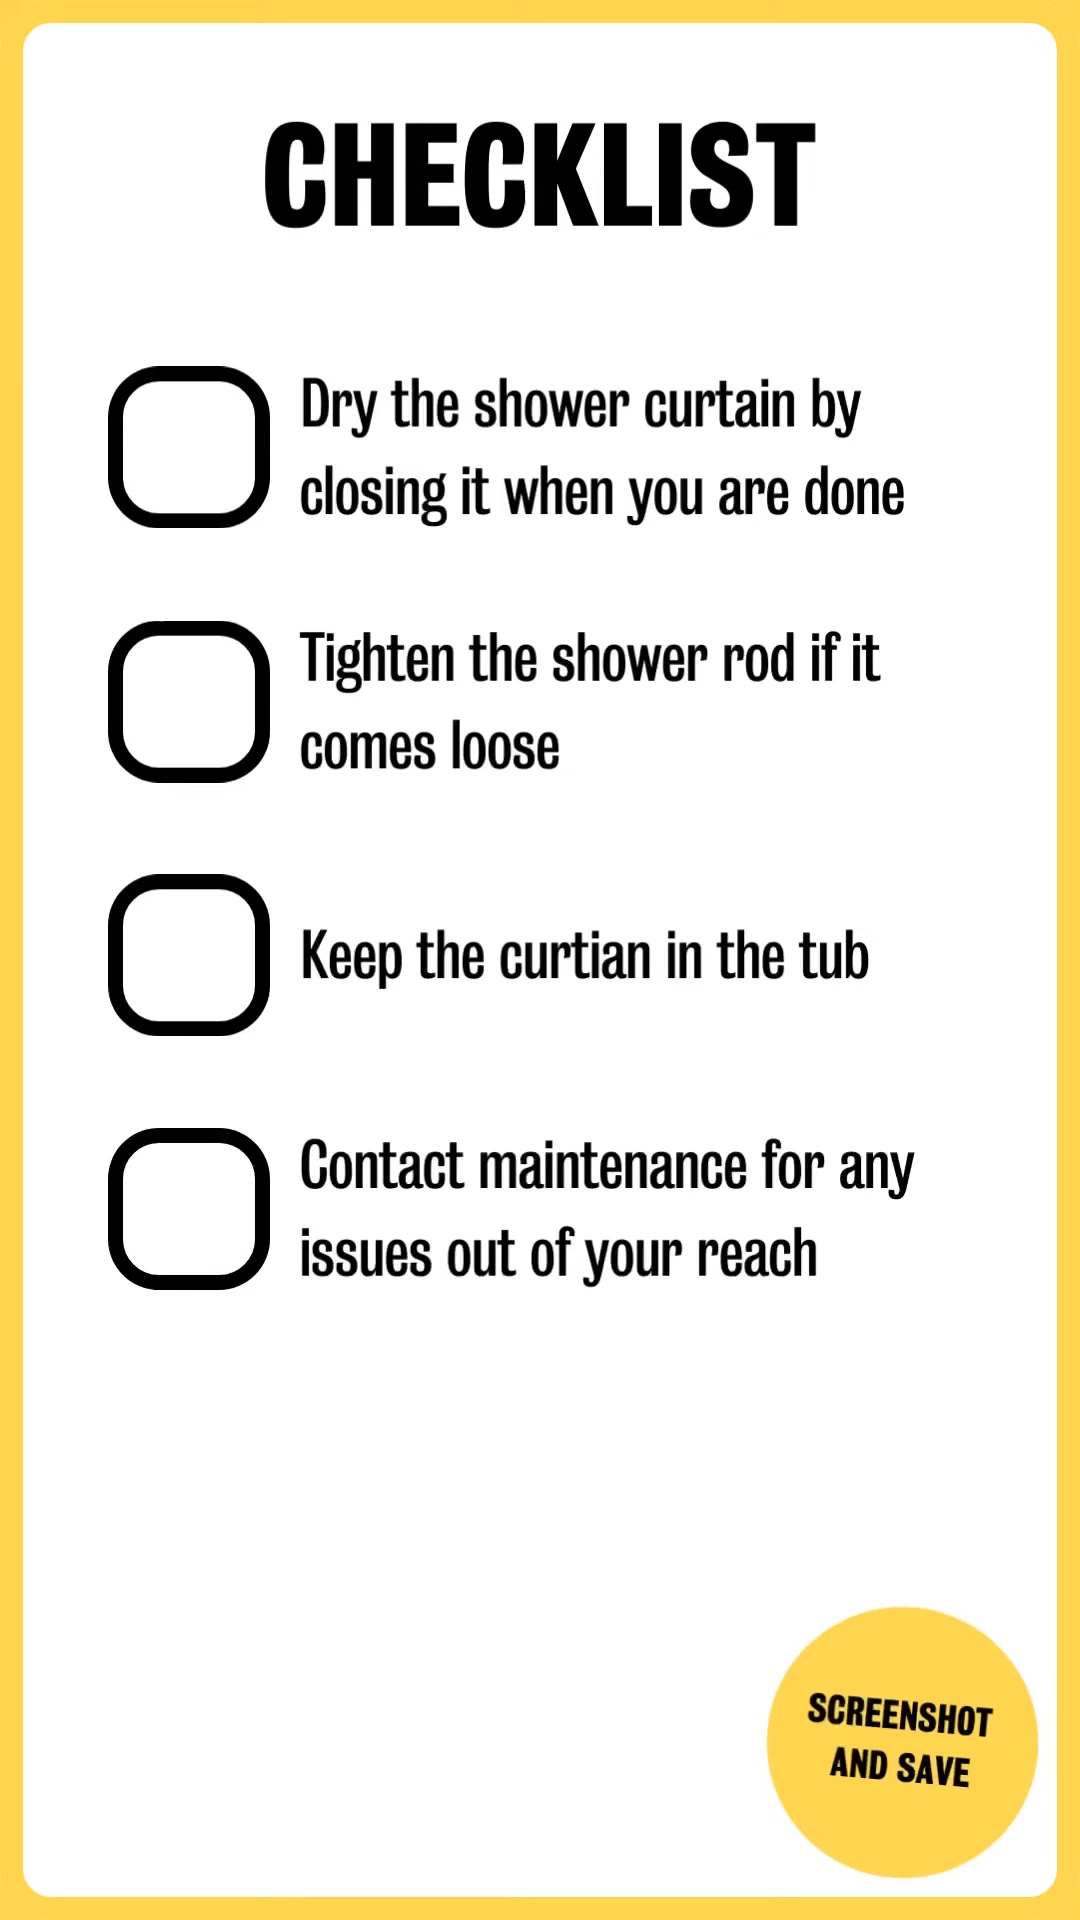 CHECKLIST
Dry the shower curtain by
closing it when you are done
Tighten the shower rod if it
comes loose
Keep the curtian in the tub
Contact maintenance for any
issues out of your reach
SCREENSHOT
AND SAVE